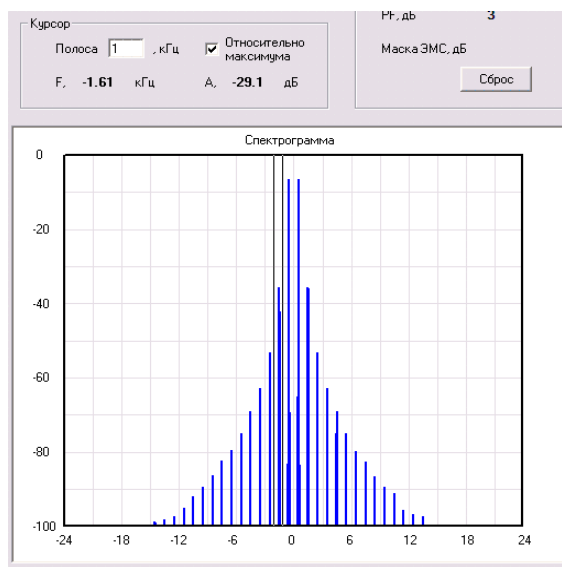 Курсор
Полоса 1 , кГц
Относительно
максимума
F, -1.61 кГц
A, -29.1 дБ
PF, дБ 3
Маска ЭМС, дБ
Сброс
Спектрограмма
0
-20
-40
-60
-80
-100
-24 -18 -12 -6 0 6 12 18 24